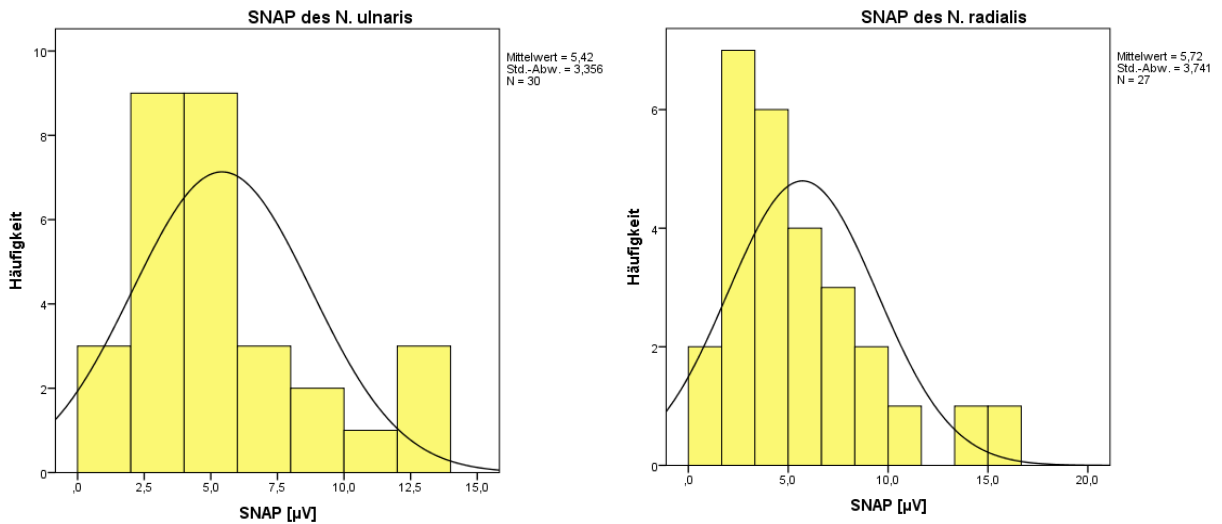 SNAP des N. ulnaris
Mittelwert = 5,42
Std.-Abw. = 3,356
N = 30
Häufigkeit
10
8
6
4
2
0
,0 2,5 5,0 7,5 10,0 12,5 15,0
SNAP [µV]
SNAP des N. radialis
Mittelwert = 5,72
Std.-Abw. = 3,741
N = 27
Häufigkeit
6
4
2
0
,0 5,0 10,0 15,0 20,0
SNAP [µV]